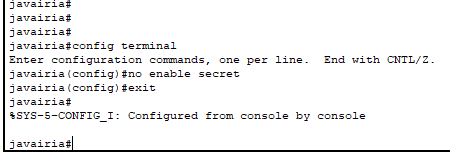 javairia#
javairia#
javairia#
javairia#config terminal
Enter configuration commands, one per line.  End with CNTL/Z.
javairia(config)#no enable secret
javairia(config)#exit
javairia#
%SYS-5-CONFIG_I: Configured from console by console
javairia#